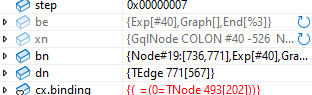 step 0x00000007
be {Exp[#40],Graph[],End[%3]}
xn {GqlNode COLON #40 -526 N
bn {Node#19:[736,771],Exp[#40],Gra
dn {TEdge 771[567]}
cx.binding {(_=(0=TNode 493[202]))}